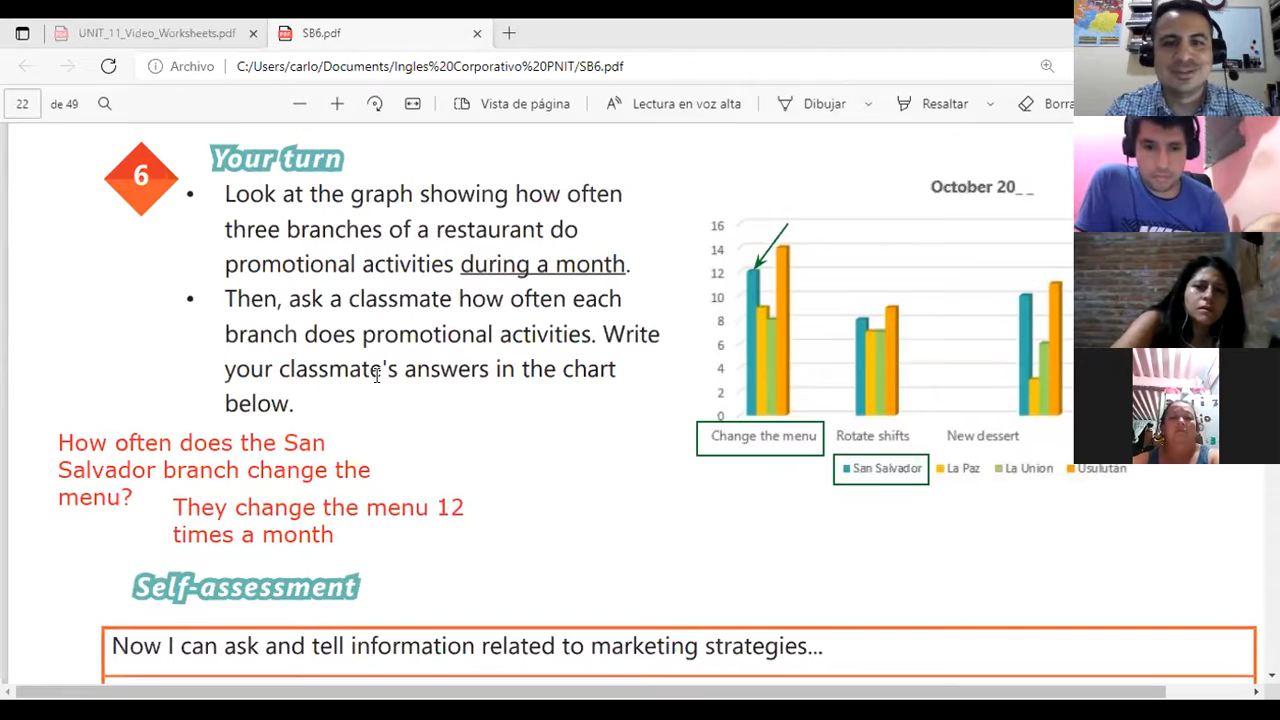 UNIT_11_Video_Worksheets.pdf
SB6.pdf
Archivo
C:/Users/carlo/Documents/Ingles%20Corporativo%20PNIT/SB6.pdf
22
de 49
Vista de página
Lectura en voz alta
Dibujar
Resaltar
Borra
6
Your turn
• Look at the graph showing how often
three branches of a restaurant do
promotional activities during a month.
• Then, ask a classmate how often each
branch does promotional activities. Write
your classmate's answers in the chart
below.
How often does the San
Salvador branch change the
menu?
They change the menu 12
times a month
October 20_ _
16
14
12
10
8
6
4
2
0
Change the menu
Rotate shifts
New dessert
San Salvador
La Paz
La Union
Usulután
Self-assessment
Now I can ask and tell information related to marketing strategies...